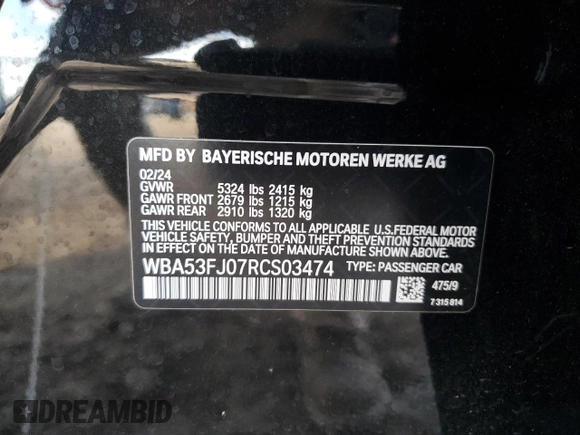 MFD BY BAYERISCHE MOTOREN WERKE AG
02/24
GVWR 5324 lbs 2415 kg
GAWR FRONT 2679 lbs 1215 kg
GAWR REAR 2910 lbs 1320 kg
THIS VEHICLE CONFORMS TO ALL APPLICABLE U.S.FEDERAL MOTOR
VEHICLE SAFETY, BUMPER, AND THEFT PREVENTION STANDARDS
IN EFFECT ON THE DATE OF MANUFACTURE SHOWN ABOVE.
WBA53FJ07RCS03474 TYPE: PASSENGER CAR
475/9
7 315 814
DREAMBID